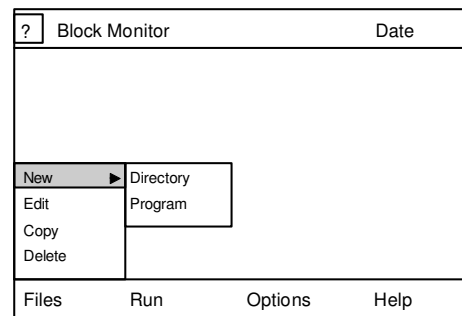 ? Block Monitor Date
New Directory
Edit Program
Copy
Delete
Files Run Options Help